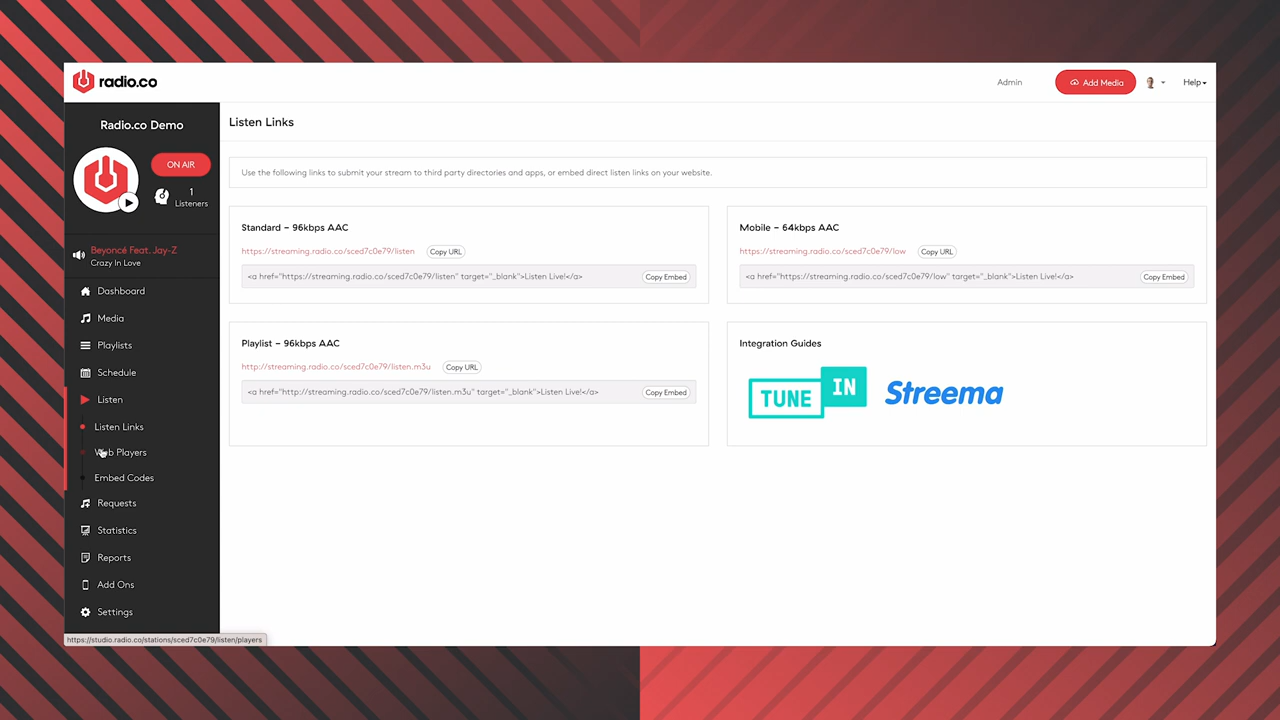 radio.co
Admin
Add Media
Help
Radio.co Demo
ON AIR
1
Listeners
Beyoncé Feat. Jay-Z
Crazy In Love
Dashboard
Media
Playlists
Schedule
Listen
Listen Links
Web Players
Embed Codes
Requests
Statistics
Reports
Add Ons
Settings
https://studio.radio.co/stations/sced7c0e79/listen/players
Listen Links
Use the following links to submit your stream to third party directories and apps, or embed direct listen links on your website.
Standard – 96kbps AAC
https://streaming.radio.co/sced7c0e79/listen Copy URL
<a href="https://streaming.radio.co/sced7c0e79/listen" target="_blank">Listen Live!</a> Copy Embed
Mobile – 64kbps AAC
https://streaming.radio.co/sced7c0e79/low Copy URL
<a href="https://streaming.radio.co/sced7c0e79/low" target="_blank">Listen Live!</a> Copy Embed
Playlist – 96kbps AAC
http://streaming.radio.co/sced7c0e79/listen.m3u Copy URL
<a href="http://streaming.radio.co/sced7c0e79/listen.m3u" target="_blank">Listen Live!</a> Copy Embed
Integration Guides
TUNE IN
Streema